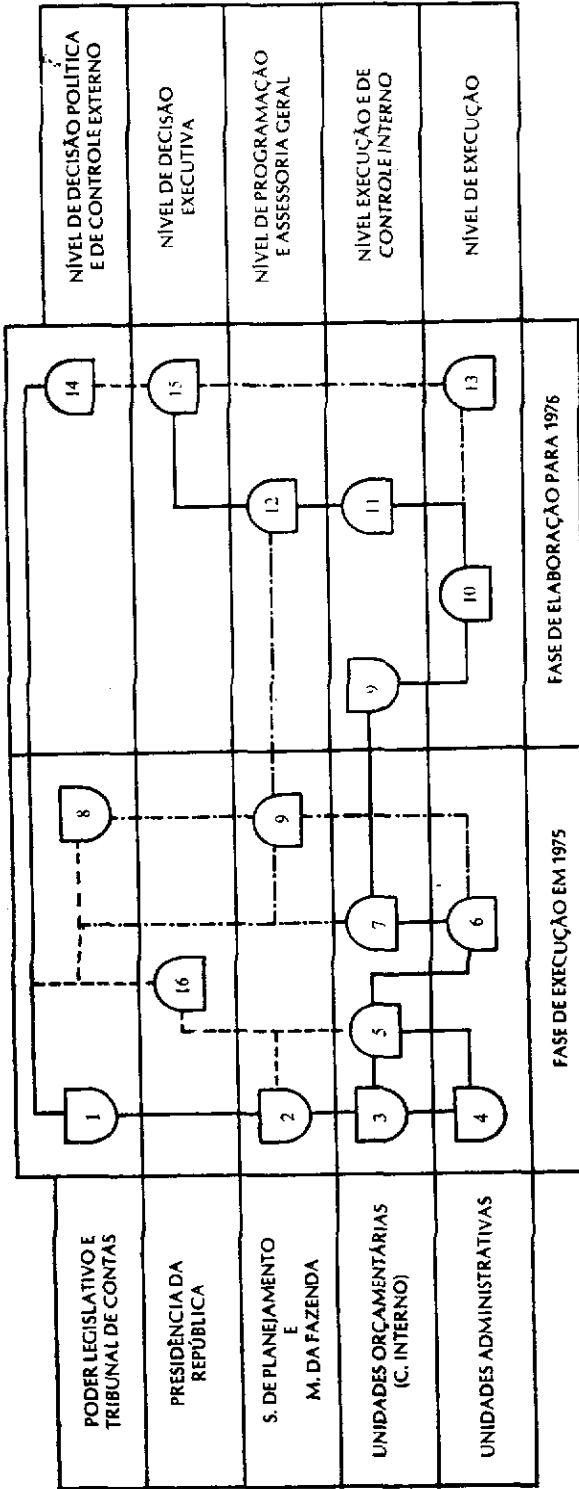 PODER LEGISLATIVO E
TRIBUNAL DE CONTAS
PRESIDÊNCIA DA
REPÚBLICA
S. DE PLANEJAMENTO
E
M. DA FAZENDA
UNIDADES ORÇAMENTÁRIAS
(C. INTERNO)
UNIDADES ADMINISTRATIVAS
1
8
14
16
15
2
9
12
3
5
7
9
11
4
6
10
13
FASE DE EXECUÇÃO EM 1975
FASE DE ELABORAÇÃO PARA 1976
NÍVEL DE DECISÃO POLÍTICA
E DE CONTROLE EXTERNO
NÍVEL DE DECISÃO
EXECUTIVA
NÍVEL DE PROGRAMAÇÃO
E ASSESSORIA GERAL
NÍVEL EXECUÇÃO E DE
CONTROLE INTERNO
NÍVEL DE EXECUÇÃO